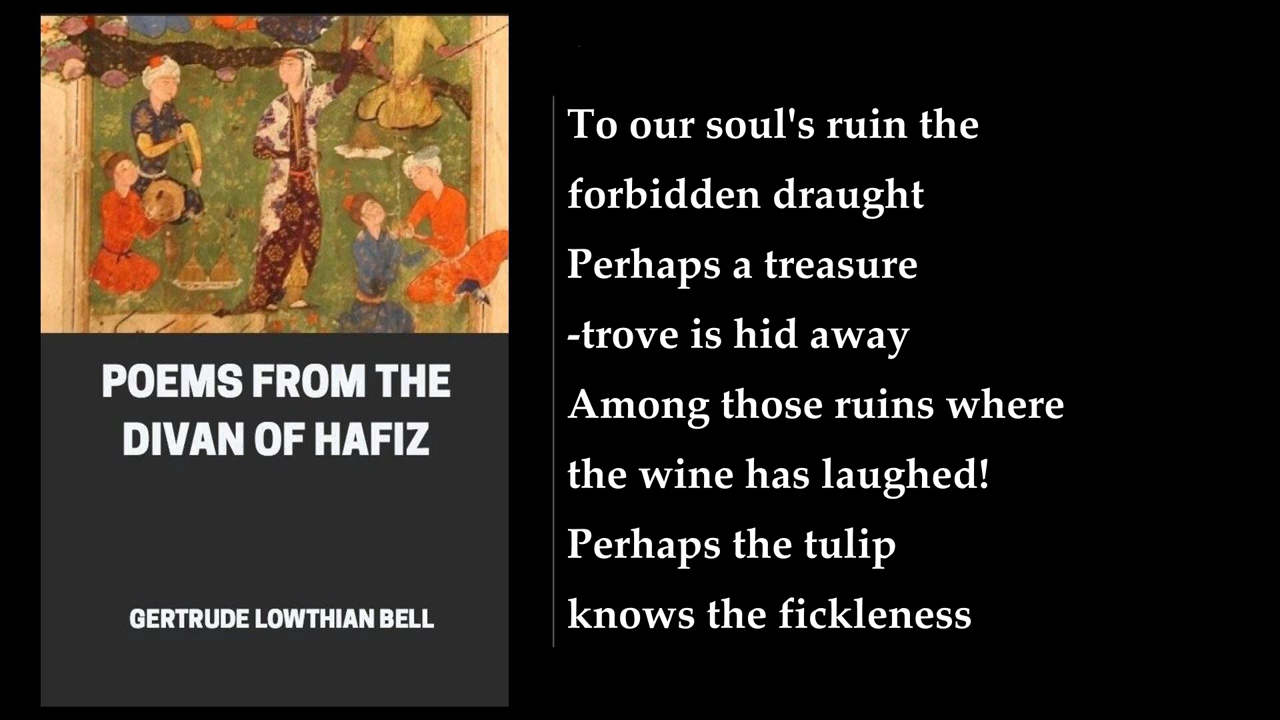 POEMS FROM THE
DIVAN OF HAFIZ
GERTRUDE LOWTHIAN BELL
To our soul's ruin the
forbidden draught
Perhaps a treasure
-trove is hid away
Among those ruins where
the wine has laughed!
Perhaps the tulip
knows the fickleness